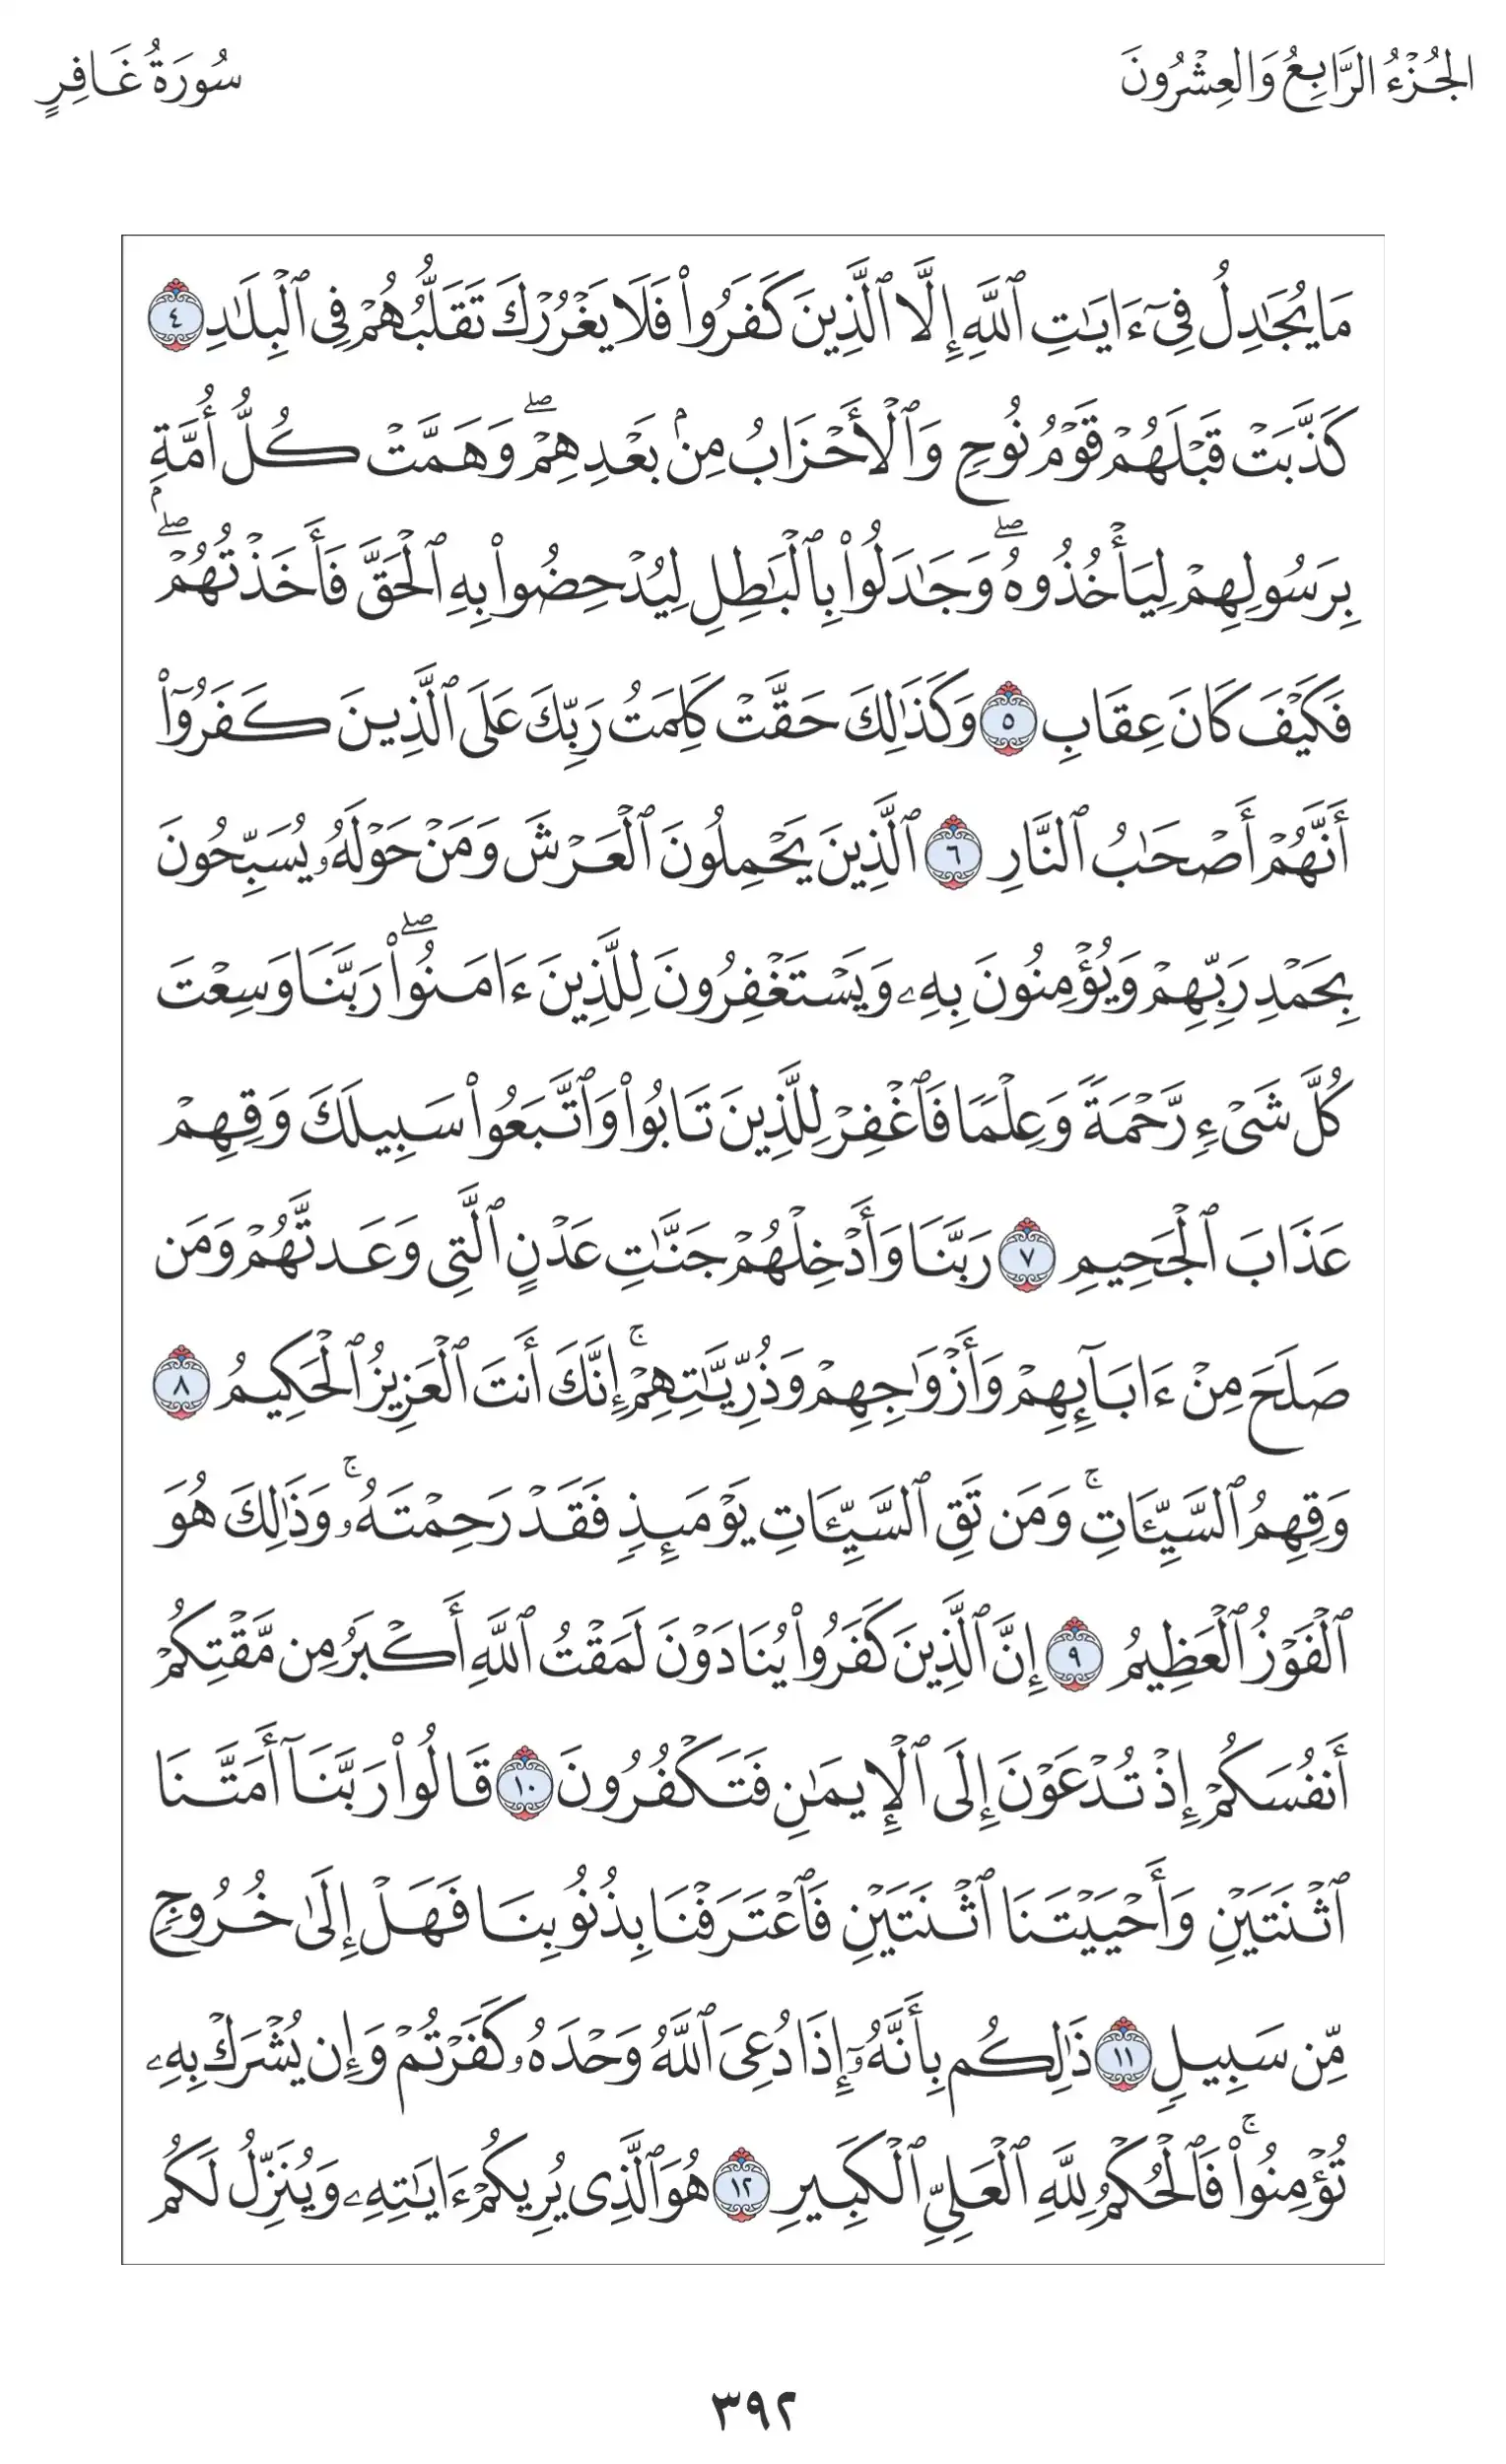 الجُزْءُ الرَّابِعُ وَالعِشْرُونَ
سُورَةُ غَافِرٍ
مَا يُجَٰدِلُ فِىٓ ءَايَٰتِ ٱللَّهِ إِلَّا ٱلَّذِينَ كَفَرُوا۟ فَلَا يَغْرُرْكَ تَقَلُّبُهُمْ فِى ٱلْبِلَٰدِ ٤
كَذَّبَتْ قَبْلَهُمْ قَوْمُ نُوحٍ وَٱلْأَحْزَابُ مِنۢ بَعْدِهِمْ ۖ وَهَمَّتْ كُلُّ أُمَّةٍۭ
بِرَسُولِهِمْ لِيَأْخُذُوهُ ۖ وَجَٰدَلُوا۟ بِٱلْبَٰطِلِ لِيُدْحِضُوا۟ بِهِ ٱلْحَقَّ فَأَخَذْتُهُمْ ۖ
فَكَيْفَ كَانَ عِقَابِ ٥ وَكَذَٰلِكَ حَقَّتْ كَلِمَتُ رَبِّكَ عَلَى ٱلَّذِينَ كَفَرُوٓا۟
أَنَّهُمْ أَصْحَٰبُ ٱلنَّارِ ٦ ٱلَّذِينَ يَحْمِلُونَ ٱلْعَرْشَ وَمَنْ حَوْلَهُۥ يُسَبِّحُونَ
بِحَمْدِ رَبِّهِمْ وَيُؤْمِنُونَ بِهِۦ وَيَسْتَغْفِرُونَ لِلَّذِينَ ءَامَنُوا۟ ۖ رَبَّنَا وَسِعْتَ
كُلَّ شَىْءٍ رَّحْمَةً وَعِلْمًا فَٱغْفِرْ لِلَّذِينَ تَابُوا۟ وَٱتَّبَعُوا۟ سَبِيلَكَ وَقِهِمْ
عَذَابَ ٱلْجَحِيمِ ٧ رَبَّنَا وَأَدْخِلْهُمْ جَنَّٰتِ عَدْنٍ ٱلَّتِى وَعَدتَّهُمْ وَمَن
صَلَحَ مِنْ ءَابَآئِهِمْ وَأَزْوَٰجِهِمْ وَذُرِّيَّٰتِهِمْ ۚ إِنَّكَ أَنتَ ٱلْعَزِيزُ ٱلْحَكِيمُ ٨
وَقِهِمُ ٱلسَّيِّـَٔاتِ ۚ وَمَن تَقِ ٱلسَّيِّـَٔاتِ يَوْمَئِذٍ فَقَدْ رَحِمْتَهُۥ ۚ وَذَٰلِكَ هُوَ
ٱلْفَوْزُ ٱلْعَظِيمُ ٩ إِنَّ ٱلَّذِينَ كَفَرُوا۟ يُنَادَوْنَ لَمَقْتُ ٱللَّهِ أَكْبَرُ مِن مَّقْتِكُمْ
أَنفُسَكُمْ إِذْ تُدْعَوْنَ إِلَى ٱلْإِيمَٰنِ فَتَكْفُرُونَ ١٠ قَالُوا۟ رَبَّنَآ أَمَتَّنَا
ٱثْنَتَيْنِ وَأَحْيَيْتَنَا ٱثْنَتَيْنِ فَٱعْتَرَفْنَا بِذُنُوبِنَا فَهَلْ إِلَىٰ خُرُوجٍ
مِّن سَبِيلٍ ١١ ذَٰلِكُم بِأَنَّهُۥٓ إِذَا دُعِىَ ٱللَّهُ وَحْدَهُۥ كَفَرْتُمْ وَإِن يُشْرَكْ بِهِۦ
تُؤْمِنُوا۟ ۚ فَٱلْحُكْمُ لِلَّهِ ٱلْعَلِىِّ ٱلْكَبِيرِ ١٢ هُوَ ٱلَّذِى يُرِيكُمْ ءَايَٰتِهِۦ وَيُنَزِّلُ لَكُم
٣٩٢